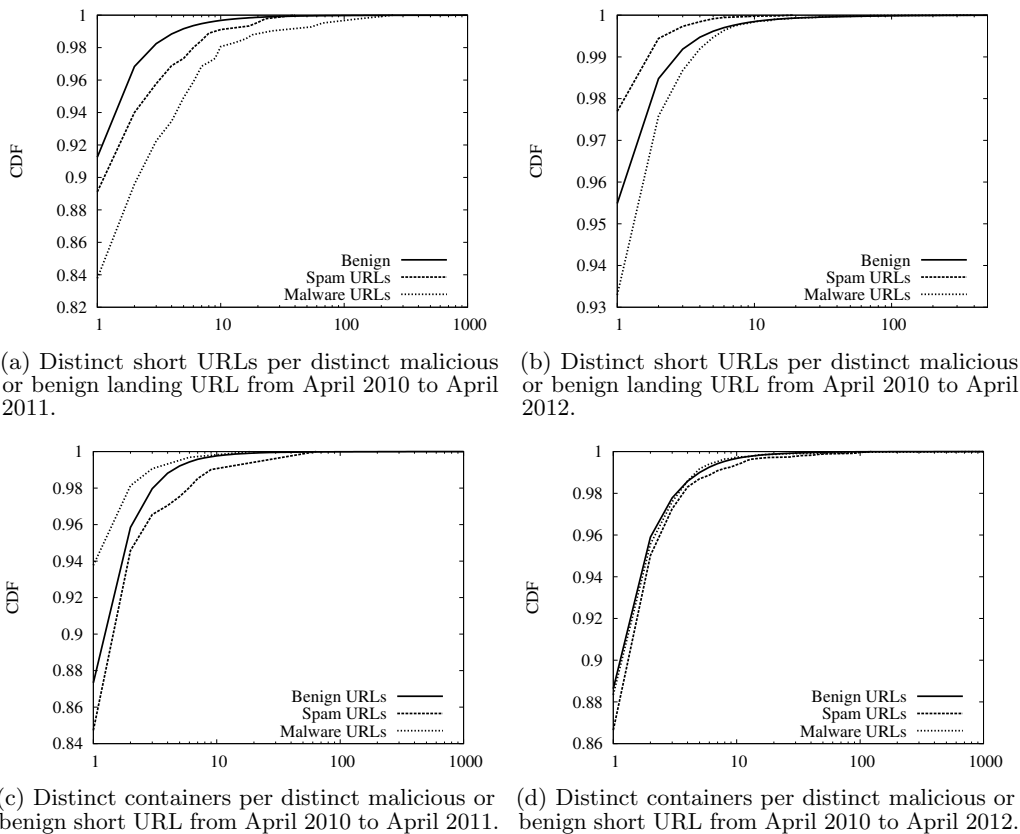 1
0.98
0.96
0.94
0.92
0.9
0.88
0.86
0.84
0.82
CDF
1 10 100 1000
Benign
Spam URLs
Malware URLs
(a) Distinct short URLs per distinct malicious
or benign landing URL from April 2010 to April
2011.
1
0.99
0.98
0.97
0.96
0.95
0.94
0.93
CDF
1 10 100
Benign
Spam URLs
Malware URLs
(b) Distinct short URLs per distinct malicious
or benign landing URL from April 2010 to April
2012.
1
0.98
0.96
0.94
0.92
0.9
0.88
0.86
0.84
CDF
1 10 100 1000
Benign URLs
Spam URLs
Malware URLs
(c) Distinct containers per distinct malicious or
benign short URL from April 2010 to April 2011.
1
0.98
0.96
0.94
0.92
0.9
0.88
0.86
CDF
1 10 100 1000
Benign URLs
Spam URLs
Malware URLs
(d) Distinct containers per distinct malicious or
benign short URL from April 2010 to April 2012.